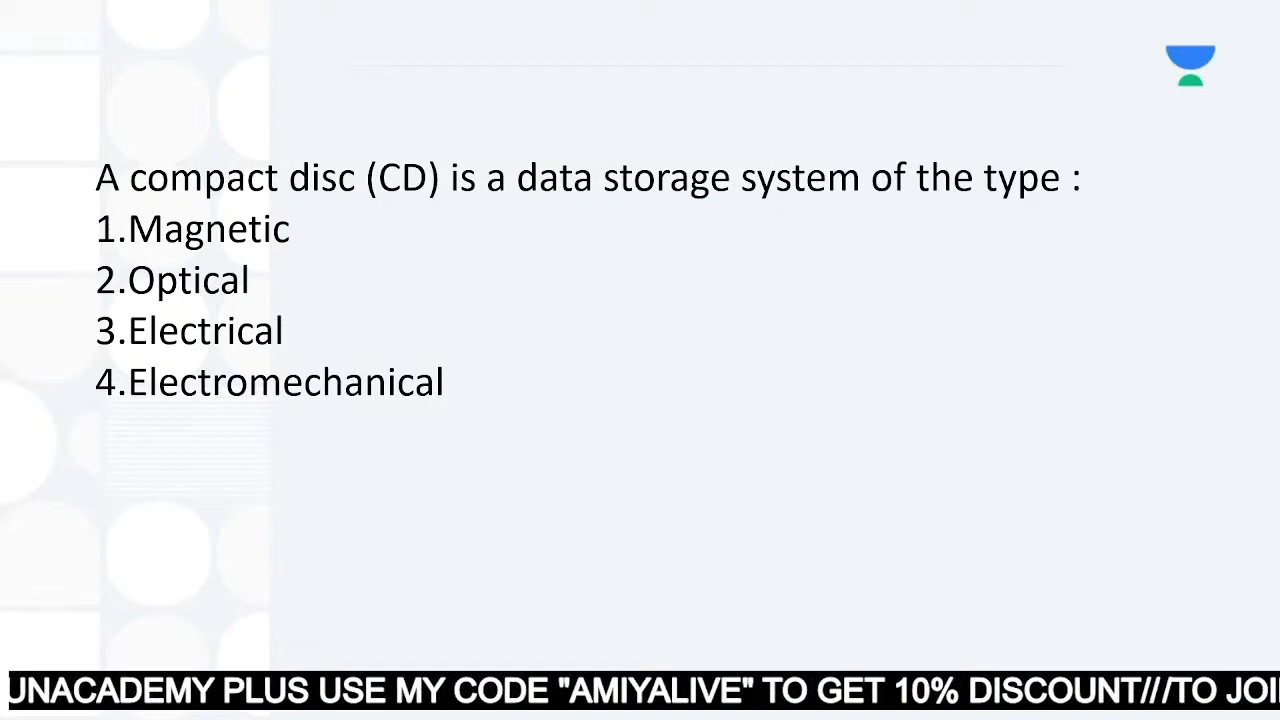 A compact disc (CD) is a data storage system of the type :
1.Magnetic
2.Optical
3.Electrical
4.Electromechanical
UNACADEMY PLUS USE MY CODE "AMIYALIVE" TO GET 10% DISCOUNT///TO JOI